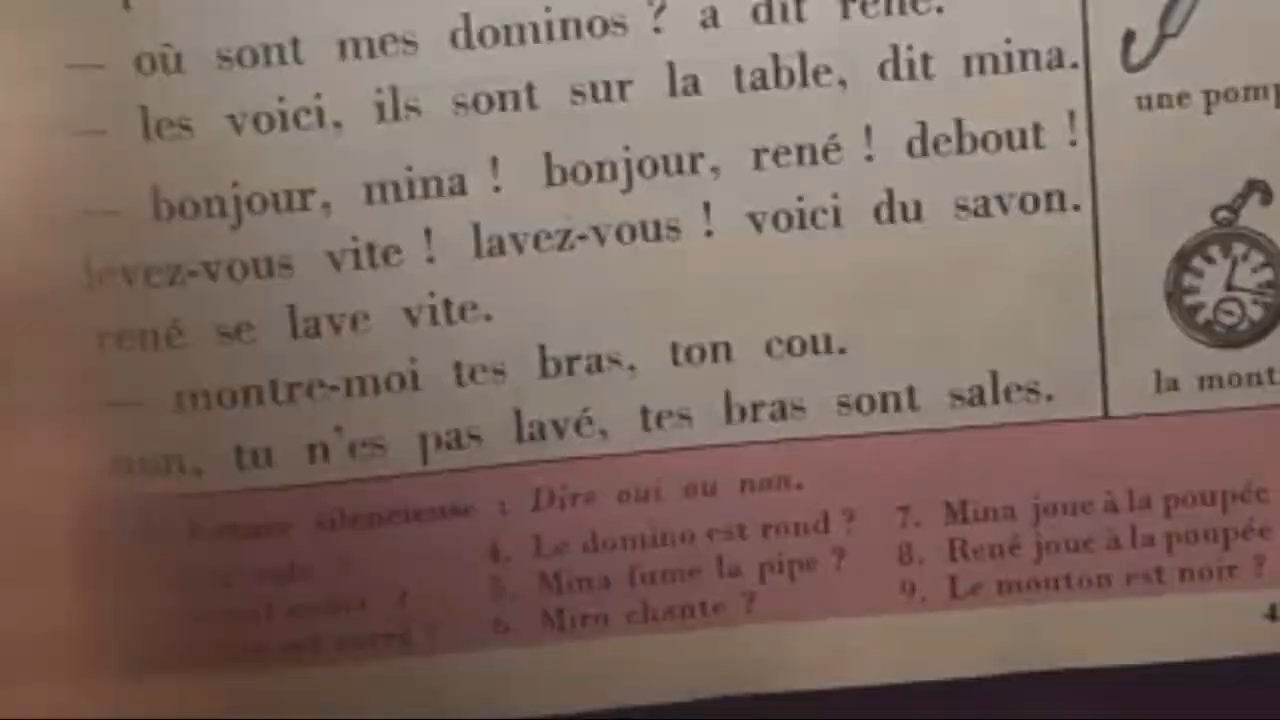 — où sont mes dominos ? a dit rené.
— les voici, ils sont sur la table, dit mina.
— bonjour, mina ! bonjour, rené ! debout !
levez-vous vite ! lavez-vous ! voici du savon.
rené se lave vite.
— montre-moi tes bras, ton cou.
non, tu n'es pas lavé, tes bras sont sales.
une pomp
la mont
silencieuse : Dire oui ou non.
4. Le domino est rond ?
5. Mina fume la pipe ?
6. Miro chante ?
7. Mina joue à la poupée
8. René joue à la poupée
9. Le mouton est noir ?
4